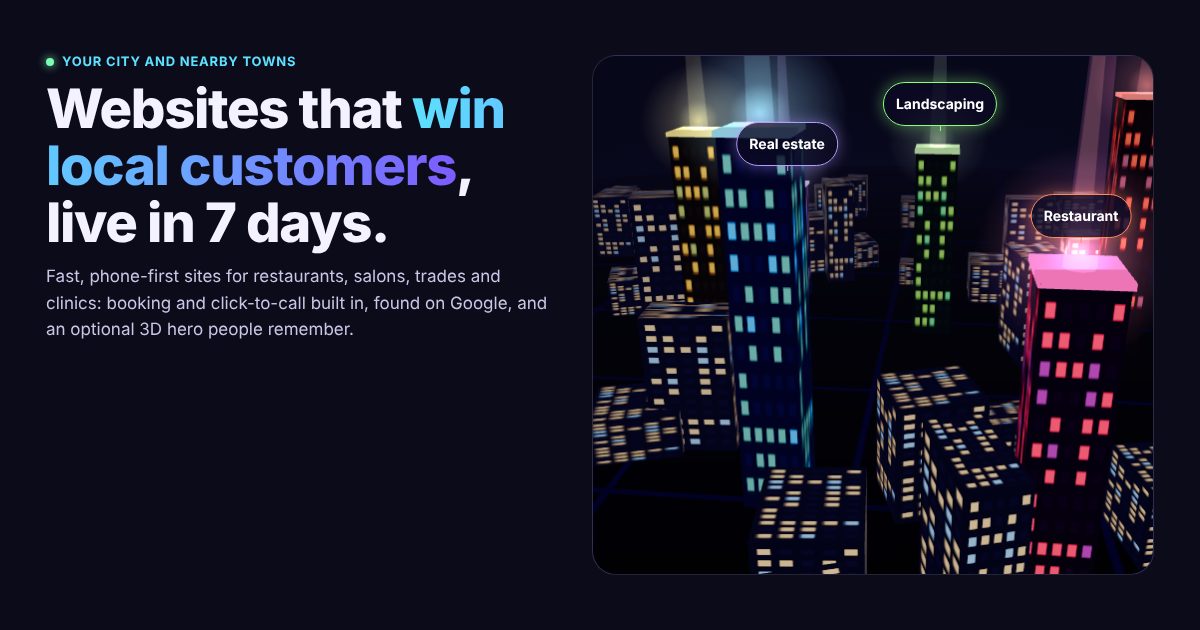 YOUR CITY AND NEARBY TOWNS
Websites that win
local customers,
live in 7 days.
Fast, phone-first sites for restaurants, salons, trades and
clinics: booking and click-to-call built in, found on Google, and
an optional 3D hero people remember.
Landscaping
Real estate
Restaurant